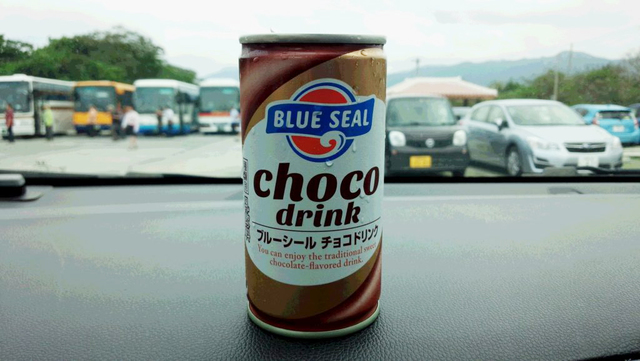 BLUE SEAL
choco
drink
ブルーシール チョコドリンク
You can enjoy the traditional sweet
chocolate-flavored drink.